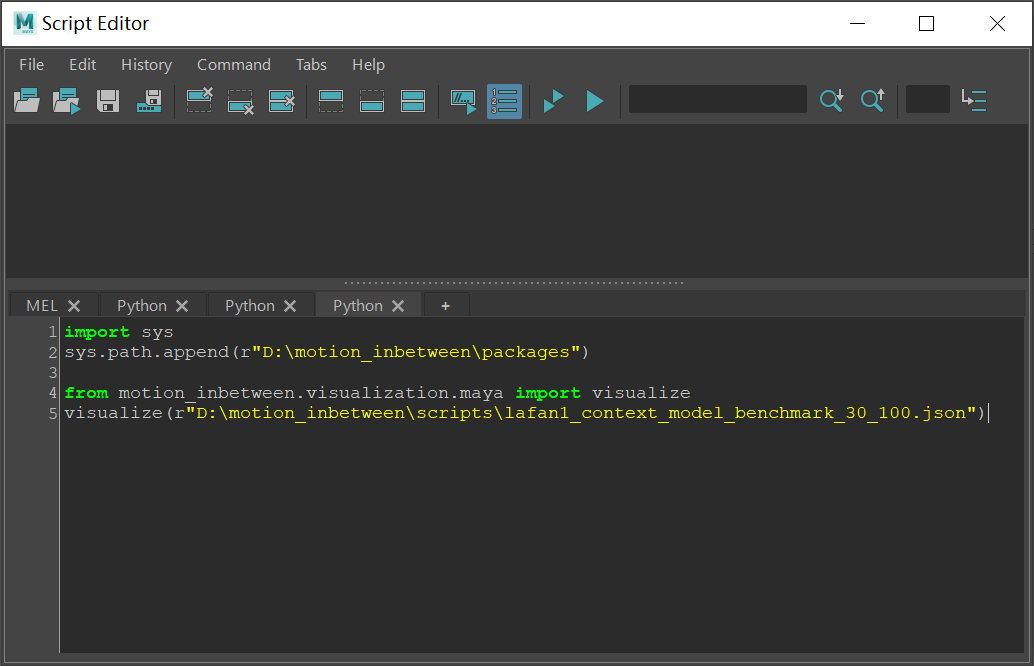 Script Editor
File Edit History Command Tabs Help
MEL Python Python Python +
1 import sys
2 sys.path.append(r"D:\motion_inbetween\packages")
3
4 from motion_inbetween.visualization.maya import visualize
5 visualize(r"D:\motion_inbetween\scripts\lafan1_context_model_benchmark_30_100.json")